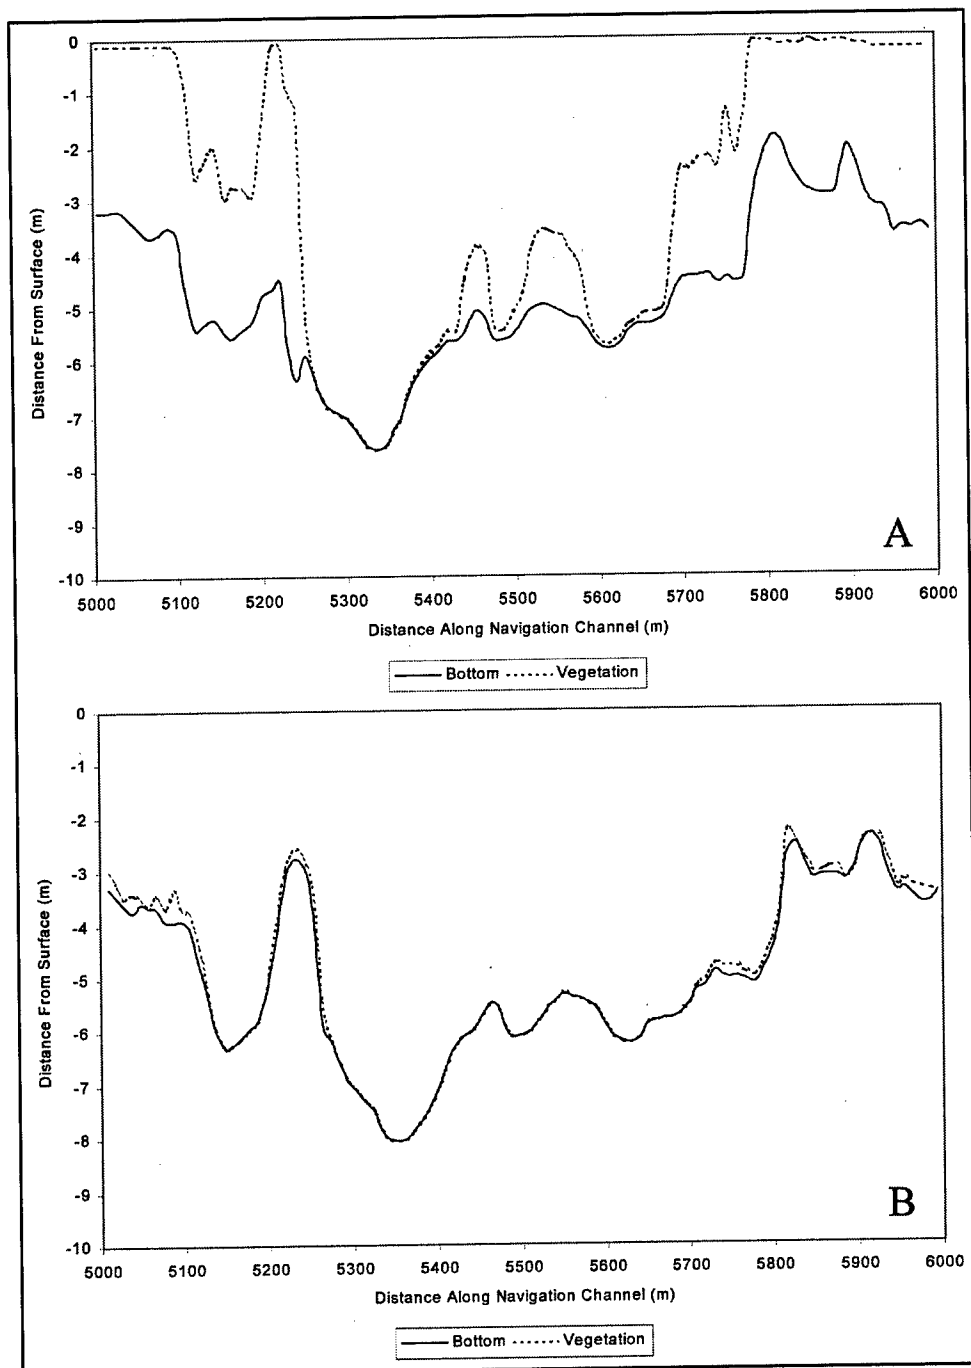 0
-1
-2
-3
-4
-5
-6
-7
-8
-9
-10
Distance From Surface (m)
A
5000 5100 5200 5300 5400 5500 5600 5700 5800 5900 6000
Distance Along Navigation Channel (m)
Bottom Vegetation
0
-1
-2
-3
-4
-5
-6
-7
-8
-9
-10
Distance From Surface (m)
B
5000 5100 5200 5300 5400 5500 5600 5700 5800 5900 6000
Distance Along Navigation Channel (m)
Bottom Vegetation